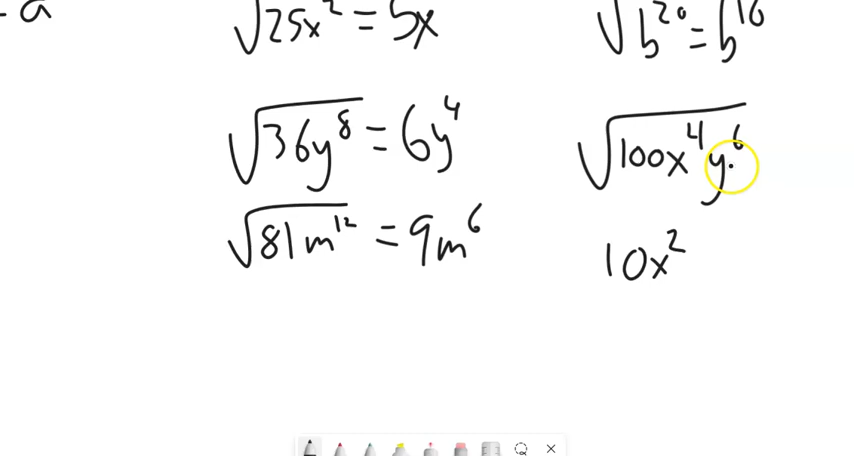 - a
√25x² = 5x
√b²⁰ = b¹⁰
√36y⁸ = 6y⁴
√100x⁴y⁶
√81m¹² = 9m⁶
10x²